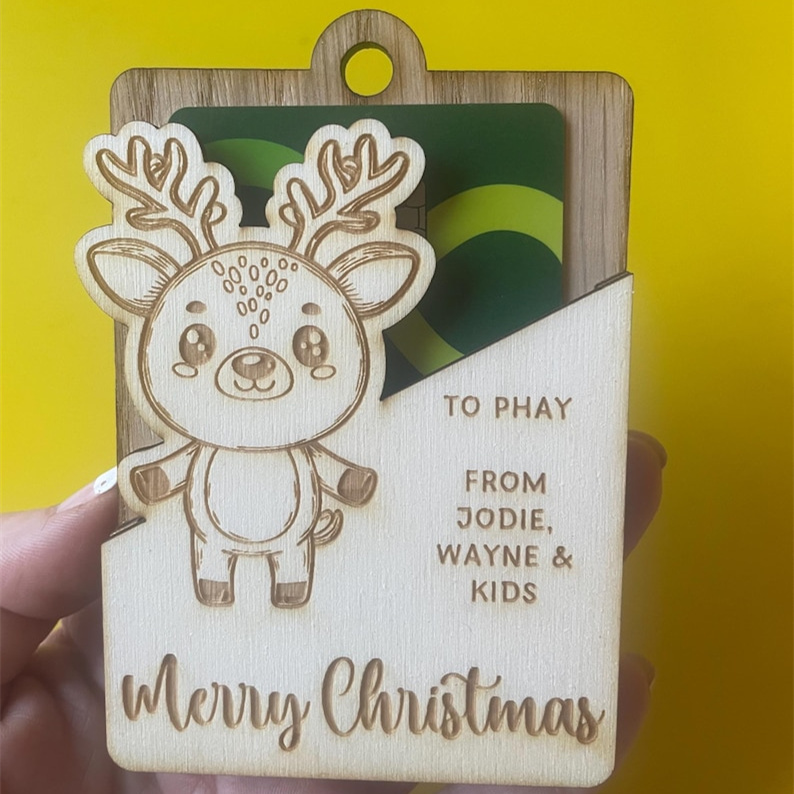 TO PHAY
FROM
JODIE,
WAYNE &
KIDS
Merry Christmas